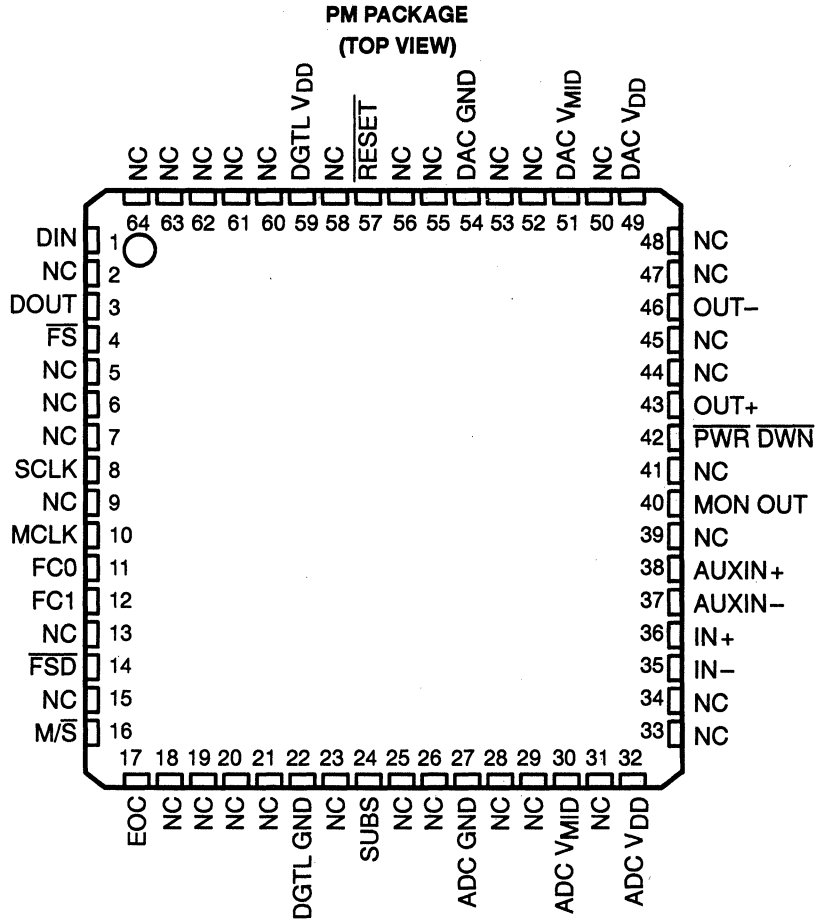 PM PACKAGE
(TOP VIEW)
NC NC NC NC NC DGTL VDD NC R̅E̅S̅E̅T̅ NC NC DAC GND NC NC DAC VMID NC DAC VDD
64 63 62 61 60 59 58 57 56 55 54 53 52 51 50 49
DIN 1
NC 2
DOUT 3
F̅S̅ 4
NC 5
NC 6
NC 7
SCLK 8
NC 9
MCLK 10
FC0 11
FC1 12
NC 13
F̅S̅D̅ 14
NC 15
M/S̅ 16
48 NC
47 NC
46 OUT–
45 NC
44 NC
43 OUT+
42 P̅W̅R̅ D̅W̅N̅
41 NC
40 MON OUT
39 NC
38 AUXIN+
37 AUXIN–
36 IN+
35 IN–
34 NC
33 NC
17 18 19 20 21 22 23 24 25 26 27 28 29 30 31 32
EOC NC NC NC NC DGTL GND NC SUBS NC NC ADC GND NC NC ADC VMID NC ADC VDD